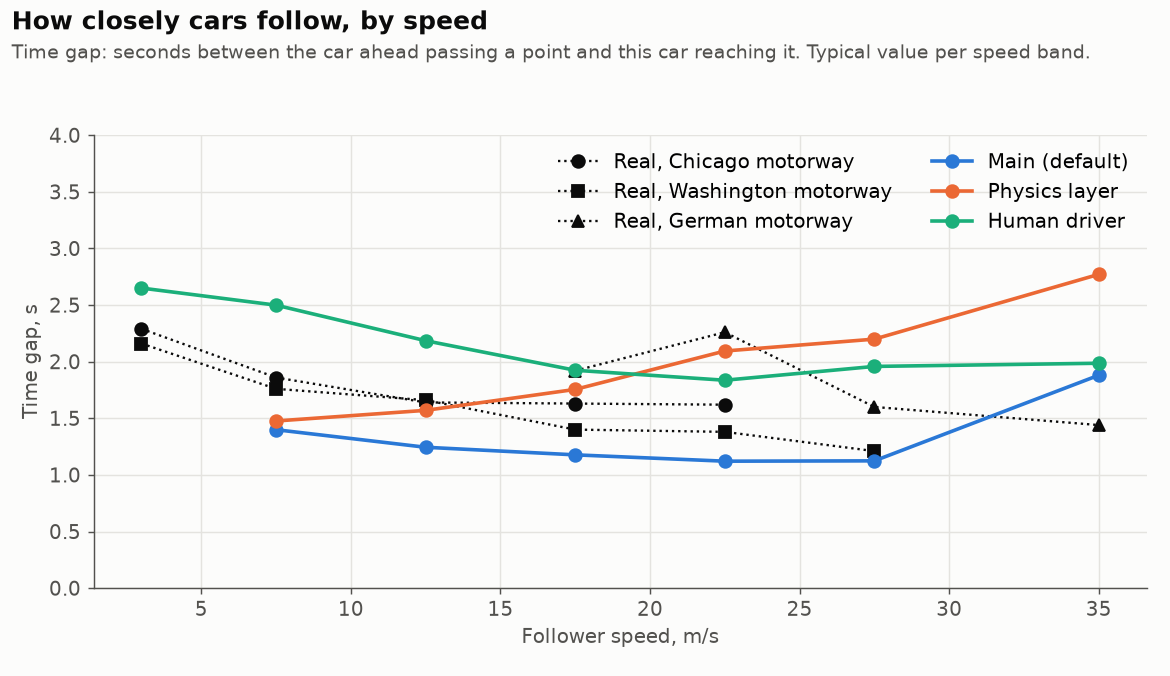 How closely cars follow, by speed
Time gap: seconds between the car ahead passing a point and this car reaching it. Typical value per speed band.
Real, Chicago motorway
Real, Washington motorway
Real, German motorway
Main (default)
Physics layer
Human driver
Time gap, s
4.0
3.5
3.0
2.5
2.0
1.5
1.0
0.5
0.0
5 10 15 20 25 30 35
Follower speed, m/s